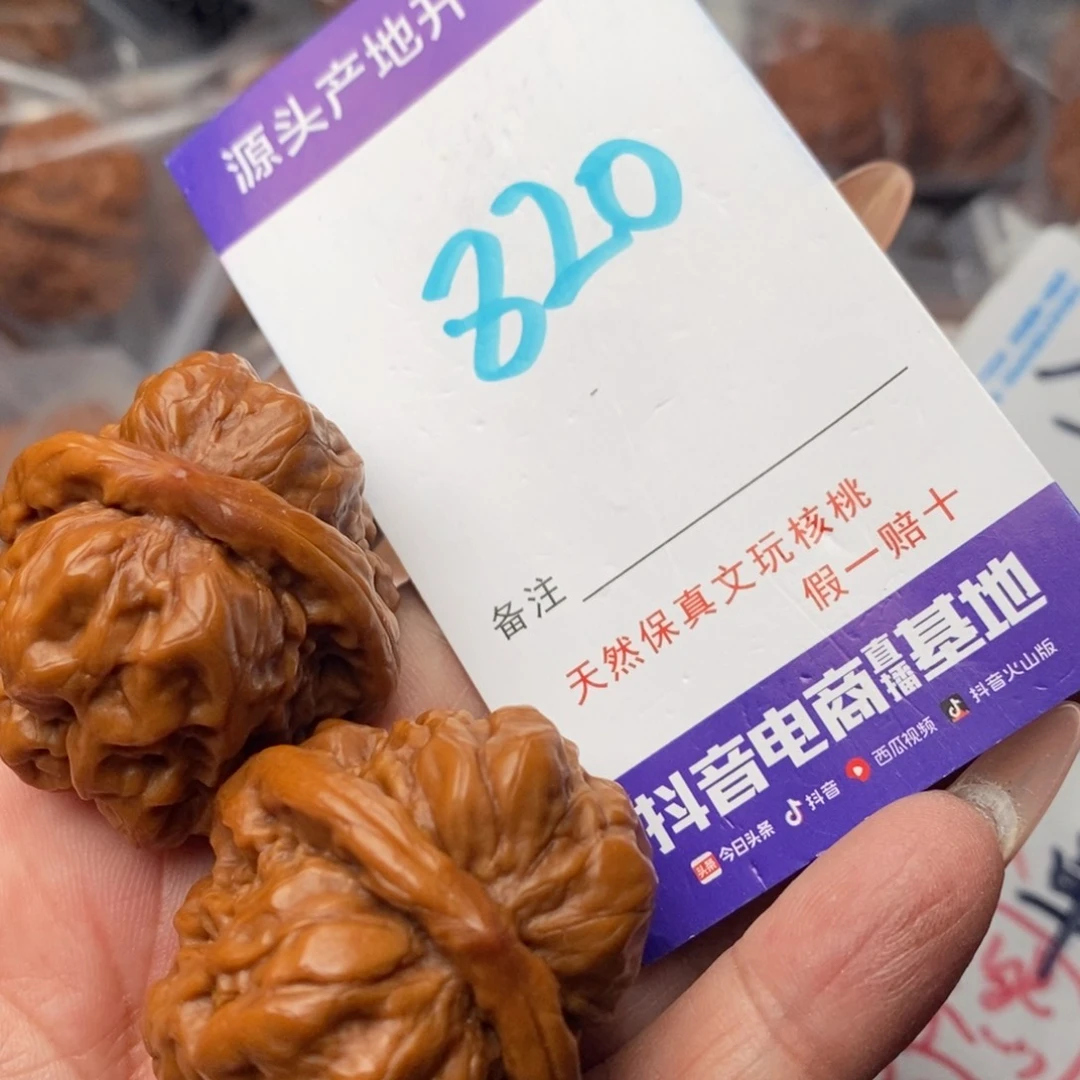 源头产地
320
备注
天然保真文玩核桃
假一赔十
抖音电商直播基地
头条 今日头条 抖音 西瓜视频 抖音火山版